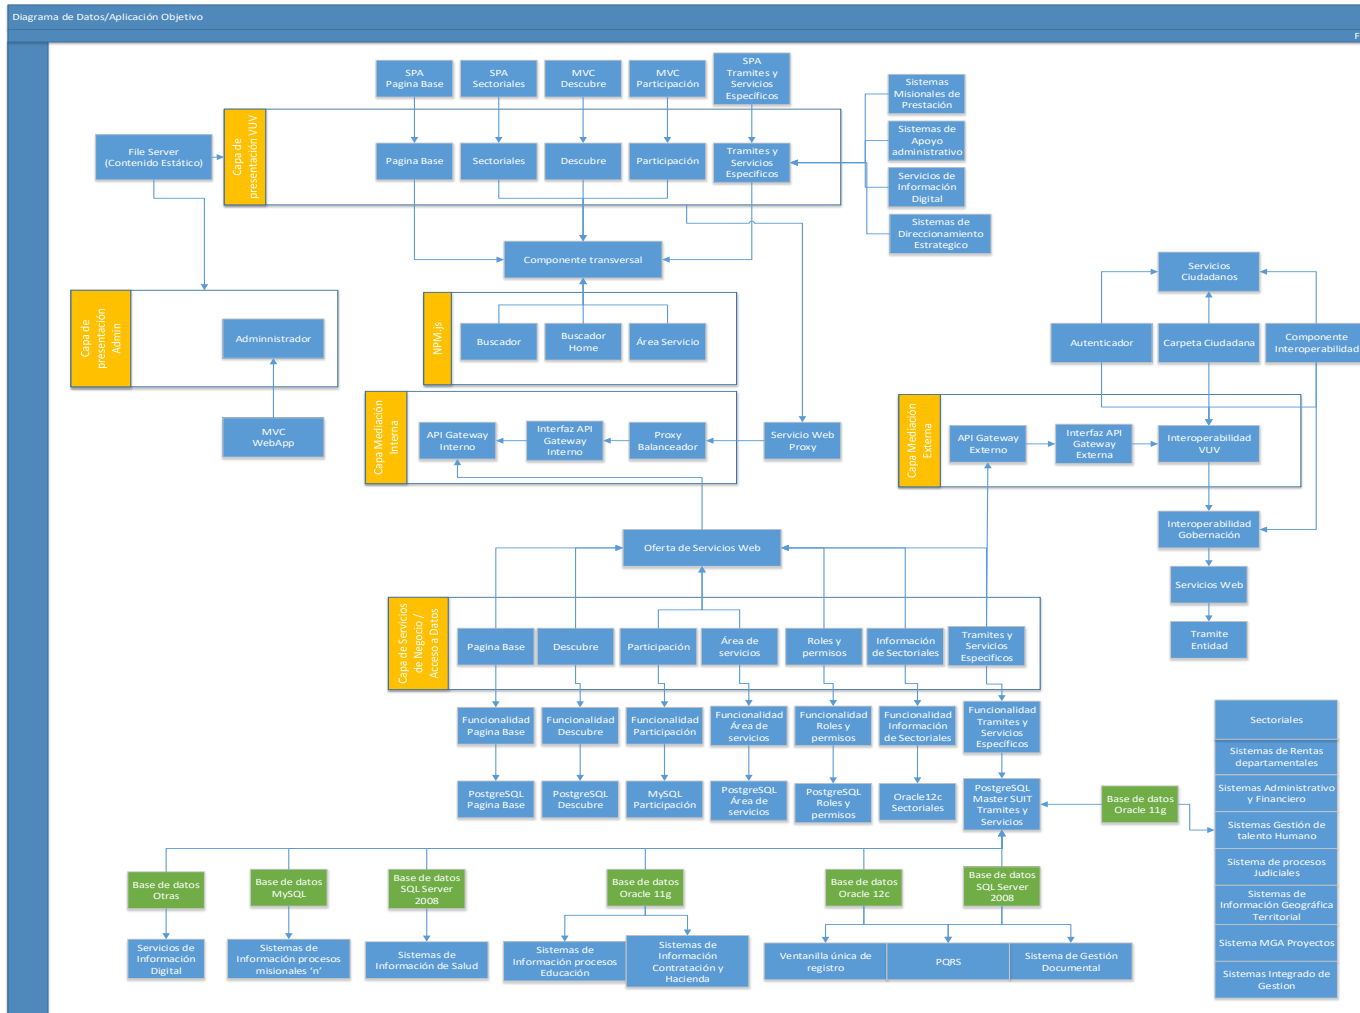 Diagrama de Datos/Aplicación Objetivo
F
SPA
Pagina Base
SPA
Sectoriales
MVC
Descubre
MVC
Participación
SPA
Tramites y
Servicios
Específicos
Sistemas
Misionales de
Prestación
Sistemas de
Apoyo
administrativo
Servicios de
Información
Digital
Sistemas de
Direccionamiento
Estrategico
File Server
(Contenido Estático)
Capa de
presentación VUV
Pagina Base
Sectoriales
Descubre
Participación
Tramites y
Servicios
Especificos
Componente transversal
Servicios
Ciudadanos
Capa de
presentación
Admin
Adminnistrador
MVC
WebApp
NPM.js
Buscador
Buscador
Home
Área Servicio
Autenticador
Carpeta Ciudadana
Componente
Interoperabilidad
Capa Mediación
Interna
API Gateway
Interno
Interfaz API
Gateway
Interno
Proxy
Balanceador
Servicio Web
Proxy
Capa Mediación
Externa
API Gateway
Externo
Interfaz API
Gateway
Externa
Interoperabilidad
VUV
Interoperabilidad
Gobernación
Servicios Web
Tramite
Entidad
Oferta de Servicios Web
Capa de Servicios
de Negocio /
Acceso a Datos
Pagina Base
Descubre
Participación
Área de
servicios
Roles y
permisos
Información
de Sectoriales
Tramites y
Servicios
Especificos
Funcionalidad
Pagina Base
Funcionalidad
Descubre
Funcionalidad
Participación
Funcionalidad
Área de
servicios
Funcionalidad
Roles y
permisos
Funcionalidad
Información
de Sectoriales
Funcionalidad
Tramites y
Servicios
Específicos
PostgreSQL
Pagina Base
PostgreSQL
Descubre
MySQL
Participación
PostgreSQL
Área de
servicios
PostgreSQL
Roles y
permisos
Oracle12c
Sectoriales
PostgreSQL
Master SUIT
Tramites y
Servicios
Base de datos
Oracle 11g
Sectoriales
Sistemas de Rentas
departamentales
Sistemas Administrativo
y Financiero
Sistemas Gestión de
talento Humano
Sistema de procesos
Judiciales
Sistemas de
Información Geográfica
Territorial
Sistema MGA Proyectos
Sistemas Integrado de
Gestion
Base de datos
Otras
Base de datos
MySQL
Base de datos
SQL Server
2008
Base de datos
Oracle 11g
Base de datos
Oracle 12c
Base de datos
SQL Server
2008
Servicios de
Información
Digital
Sistemas de
Información procesos
misionales ‘n’
Sistemas de
Información de Salud
Sistemas de
Información procesos
Educación
Sistemas de
Información
Contratación y
Hacienda
Ventanilla única de
registro
PQRS
Sistema de Gestión
Documental